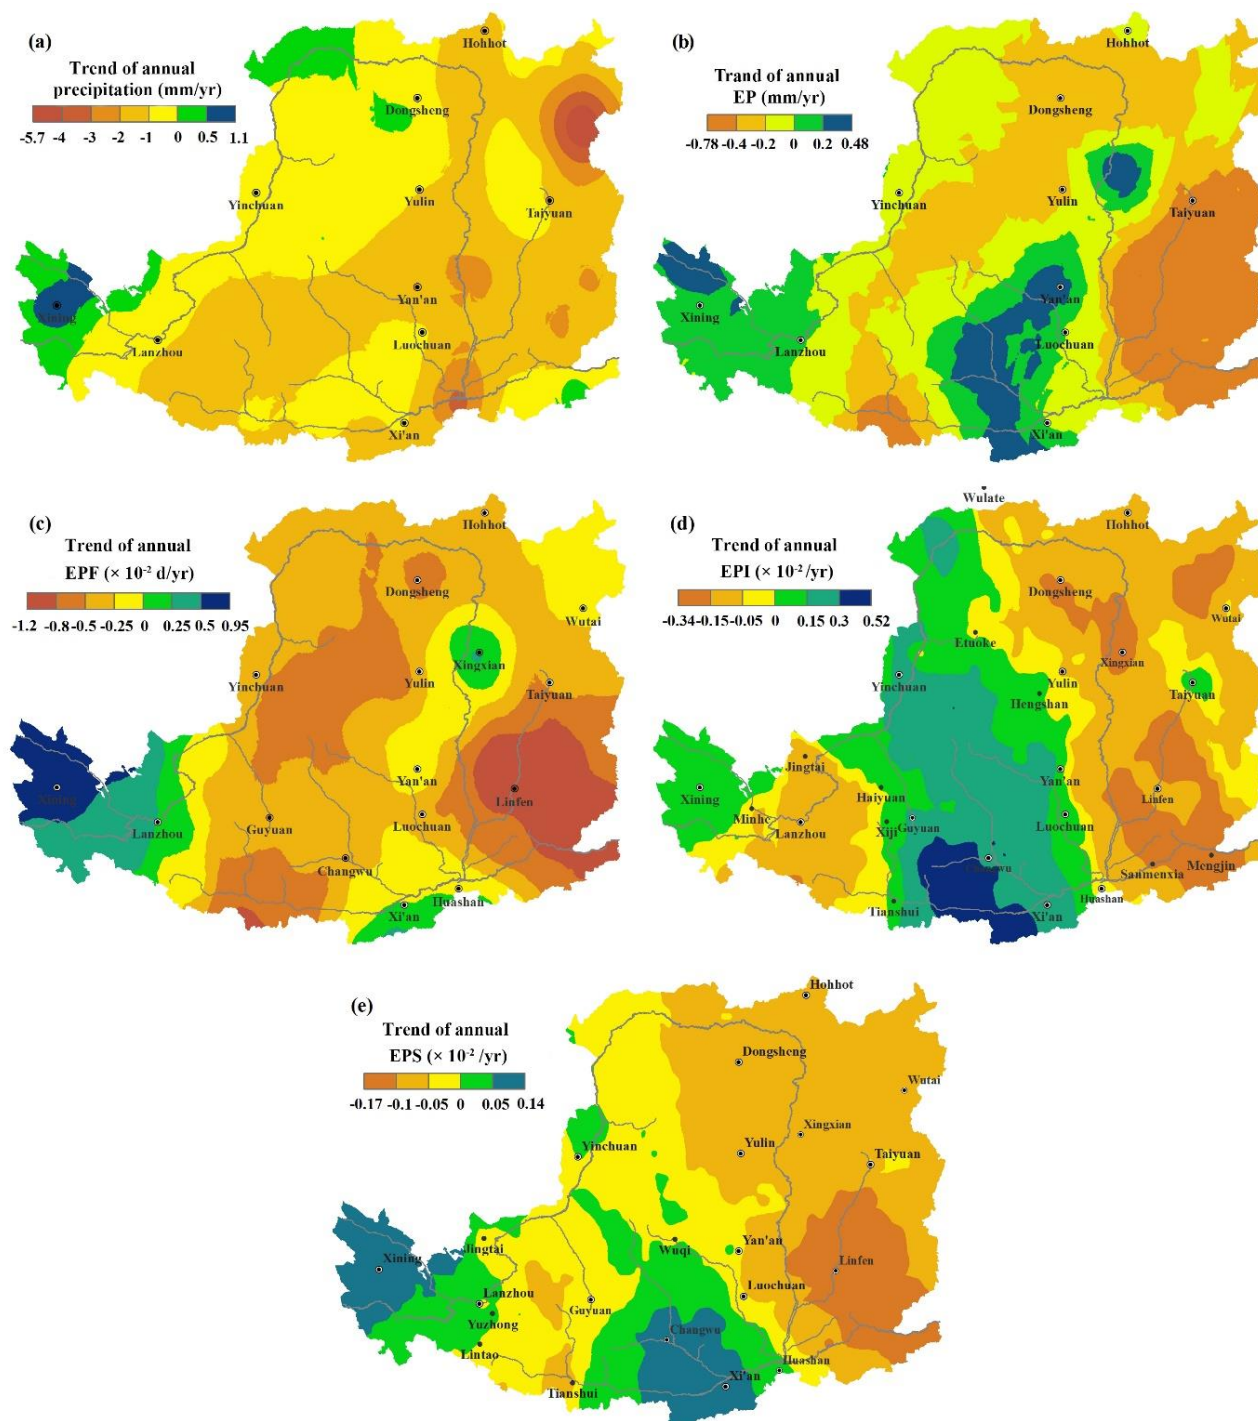 (a)
Trend of annual
precipitation (mm/yr)
-5.7 -4 -3 -2 -1 0 0.5 1.1
Hohhot
Dongsheng
Yinchuan
Yulin
Taiyuan
Xining
Yan'an
Lanzhou
Luochuan
Xi'an
(b)
Trand of annual
EP (mm/yr)
-0.78 -0.4 -0.2 0 0.2 0.48
Hohhot
Dongsheng
Yinchuan
Yulin
Taiyuan
Xining
Yan'an
Lanzhou
Luochuan
Xi'an
(c)
Trend of annual
EPF (× 10⁻² d/yr)
-1.2 -0.8 -0.5 -0.25 0 0.25 0.5 0.95
Hohhot
Dongsheng
Wutai
Xingxian
Yinchuan
Yulin
Taiyuan
Xining
Yan'an
Linfen
Lanzhou
Guyuan
Luochuan
Changwu
Huashan
Xi'an
(d)
Trend of annual
EPI (× 10⁻² /yr)
-0.34 -0.15 -0.05 0 0.15 0.3 0.52
Wulate
Hohhot
Dongsheng
Wutai
Etuoke
Xingxian
Yinchuan
Yulin
Taiyuan
Hengshan
Jingtai
Yan'an
Xining
Haiyuan
Linfen
Minhe
Lanzhou
Xiji
Guyuan
Luochuan
Changwu
Mengjin
Sanmenxia
Huashan
Tianshui
Xi'an
(e)
Trend of annual
EPS (× 10⁻² /yr)
-0.17 -0.1 -0.05 0 0.05 0.14
Hohhot
Dongsheng
Wutai
Xingxian
Yinchuan
Yulin
Taiyuan
Jingtai
Wuqi
Yan'an
Xining
Linfen
Lanzhou
Guyuan
Luochuan
Yuzhong
Changwu
Lintao
Huashan
Tianshui
Xi'an